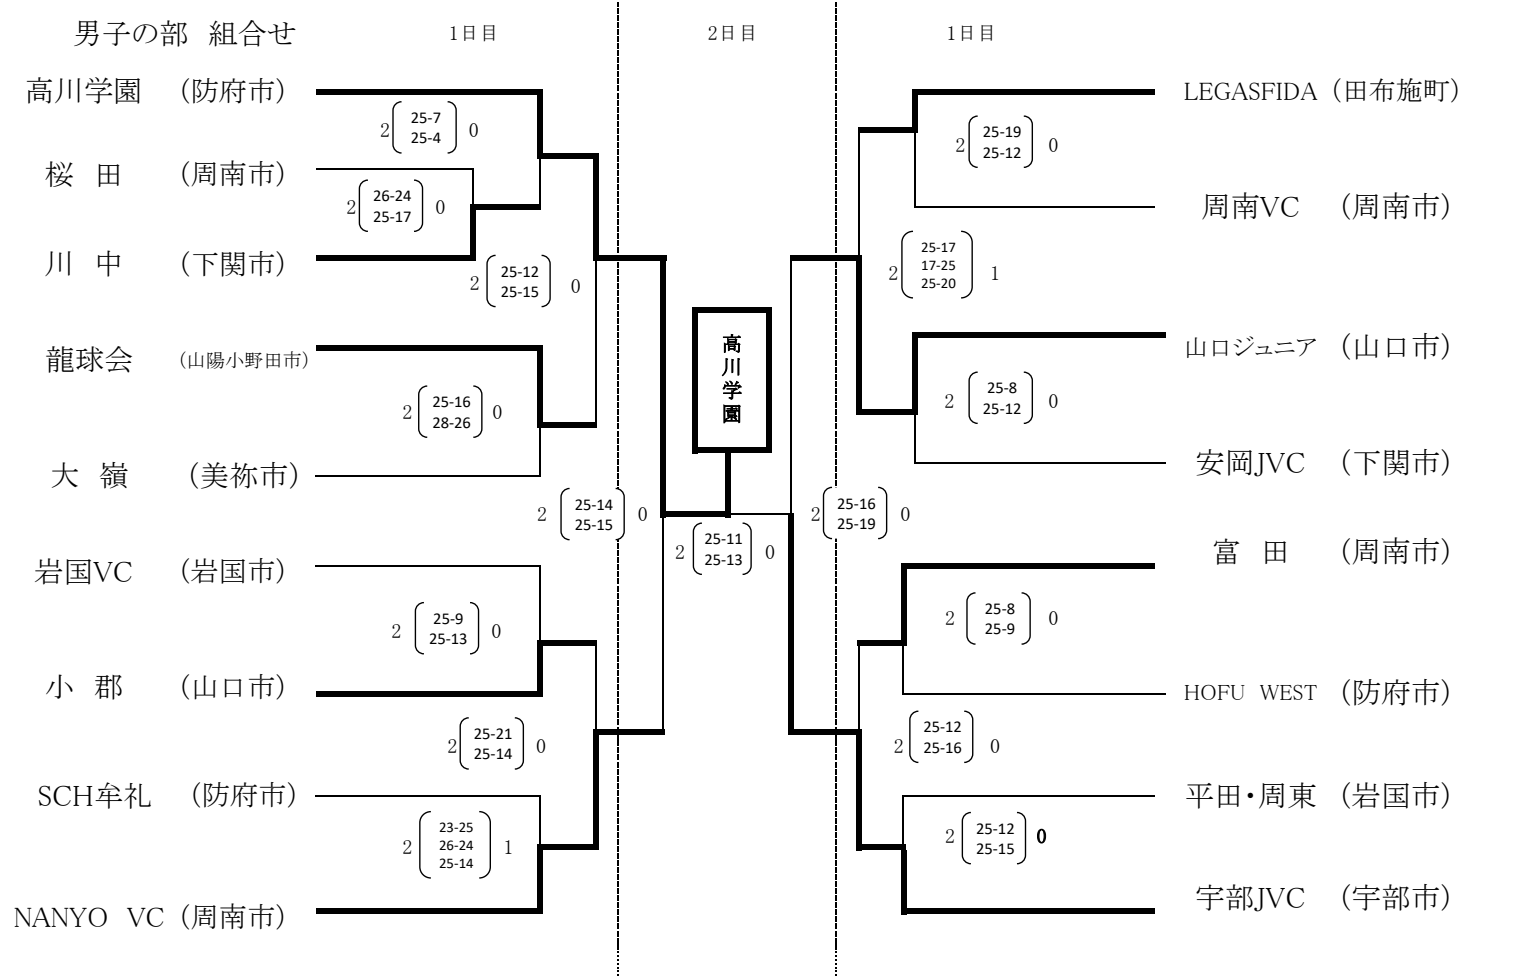 男子の部 組合せ
1日目
2日目
1日目
高川学園 (防府市)
2 25-7 0
25-4
桜 田 (周南市)
2 26-24 0
25-17
川 中 (下関市)
2 25-12 0
25-15
龍球会 (山陽小野田市)
2 25-16 0
28-26
大 嶺 (美祢市)
2 25-14 0
25-15
岩国VC (岩国市)
2 25-9 0
25-13
小 郡 (山口市)
2 25-21 0
25-14
SCH牟礼 (防府市)
23-25
2 26-24 1
25-14
NANYO VC (周南市)
高川学園
2 25-11 0
25-13
LEGASFIDA (田布施町)
2 25-19 0
25-12
周南VC (周南市)
25-17
2 17-25 1
25-20
山口ジュニア (山口市)
2 25-8 0
25-12
安岡JVC (下関市)
2 25-16 0
25-19
富 田 (周南市)
2 25-8 0
25-9
HOFU WEST (防府市)
2 25-12 0
25-16
平田・周東 (岩国市)
2 25-12 0
25-15
宇部JVC (宇部市)